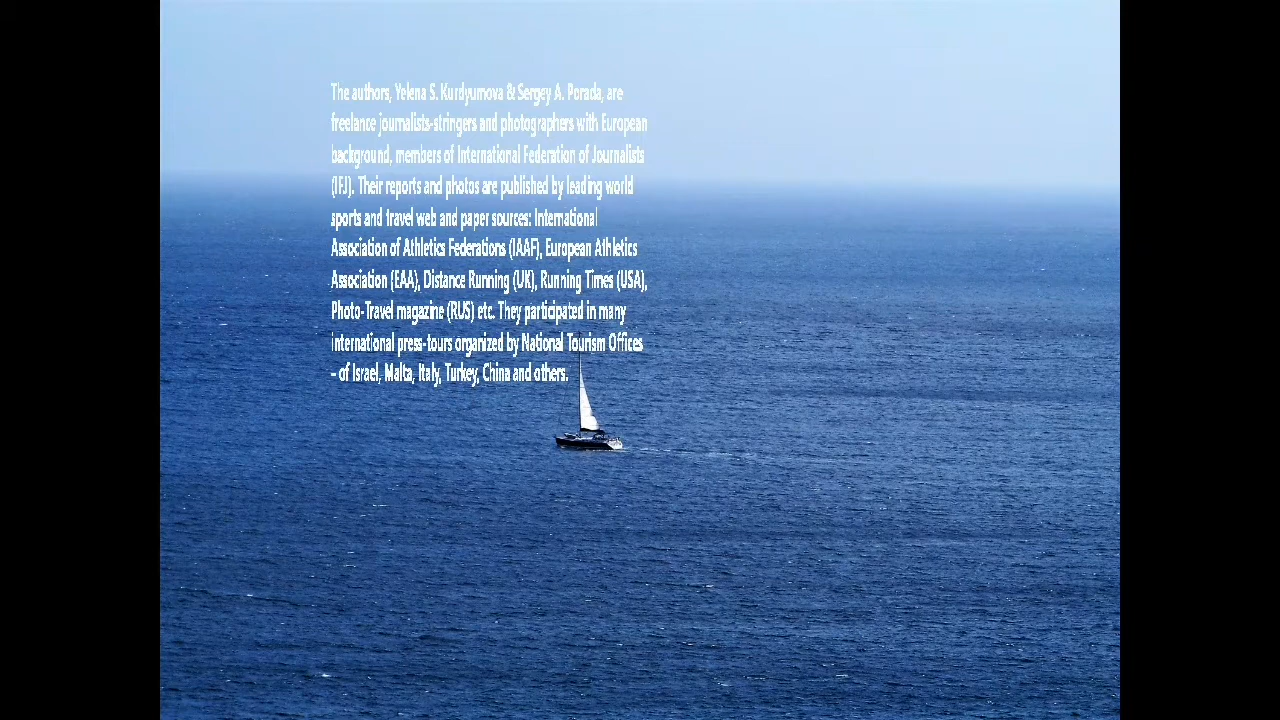 The authors, Yelena S. Kurdyumova & Sergey A. Porada, are
freelance journalists-stringers and photographers with European
background, members of International Federation of Journalists
(IFJ). Their reports and photos are published by leading world
sports and travel web and paper sources: International
Association of Athletics Federations (IAAF), European Athletics
Association (EAA), Distance Running (UK), Running Times (USA),
Photo-Travel magazine (RUS) etc. They participated in many
international press-tours organized by National Tourism Offices
– of Israel, Malta, Italy, Turkey, China and others.